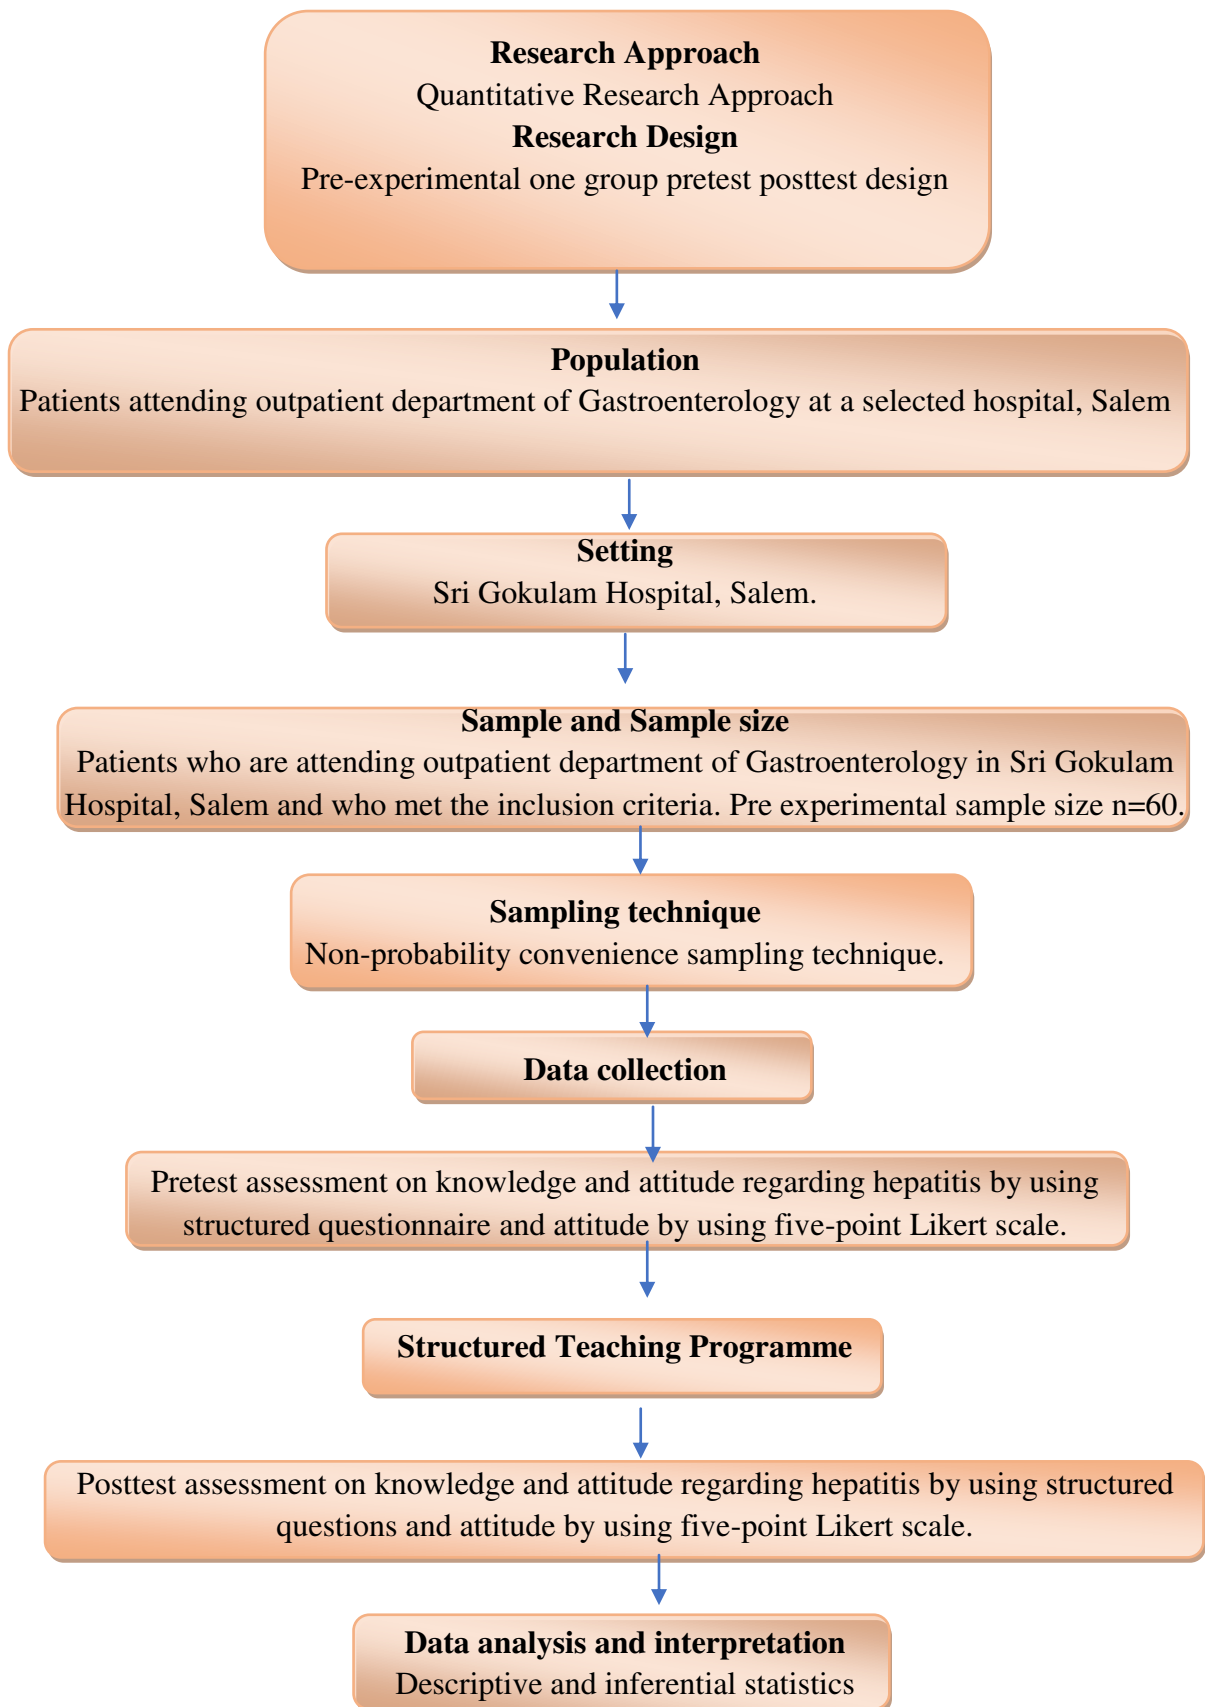 Research Approach
Quantitative Research Approach
Research Design
Pre-experimental one group pretest posttest design
Population
Patients attending outpatient department of Gastroenterology at a selected hospital, Salem
Setting
Sri Gokulam Hospital, Salem.
Sample and Sample size
Patients who are attending outpatient department of Gastroenterology in Sri Gokulam
Hospital, Salem and who met the inclusion criteria. Pre experimental sample size n=60.
Sampling technique
Non-probability convenience sampling technique.
Data collection
Pretest assessment on knowledge and attitude regarding hepatitis by using
structured questionnaire and attitude by using five-point Likert scale.
Structured Teaching Programme
Posttest assessment on knowledge and attitude regarding hepatitis by using structured
questions and attitude by using five-point Likert scale.
Data analysis and interpretation
Descriptive and inferential statistics